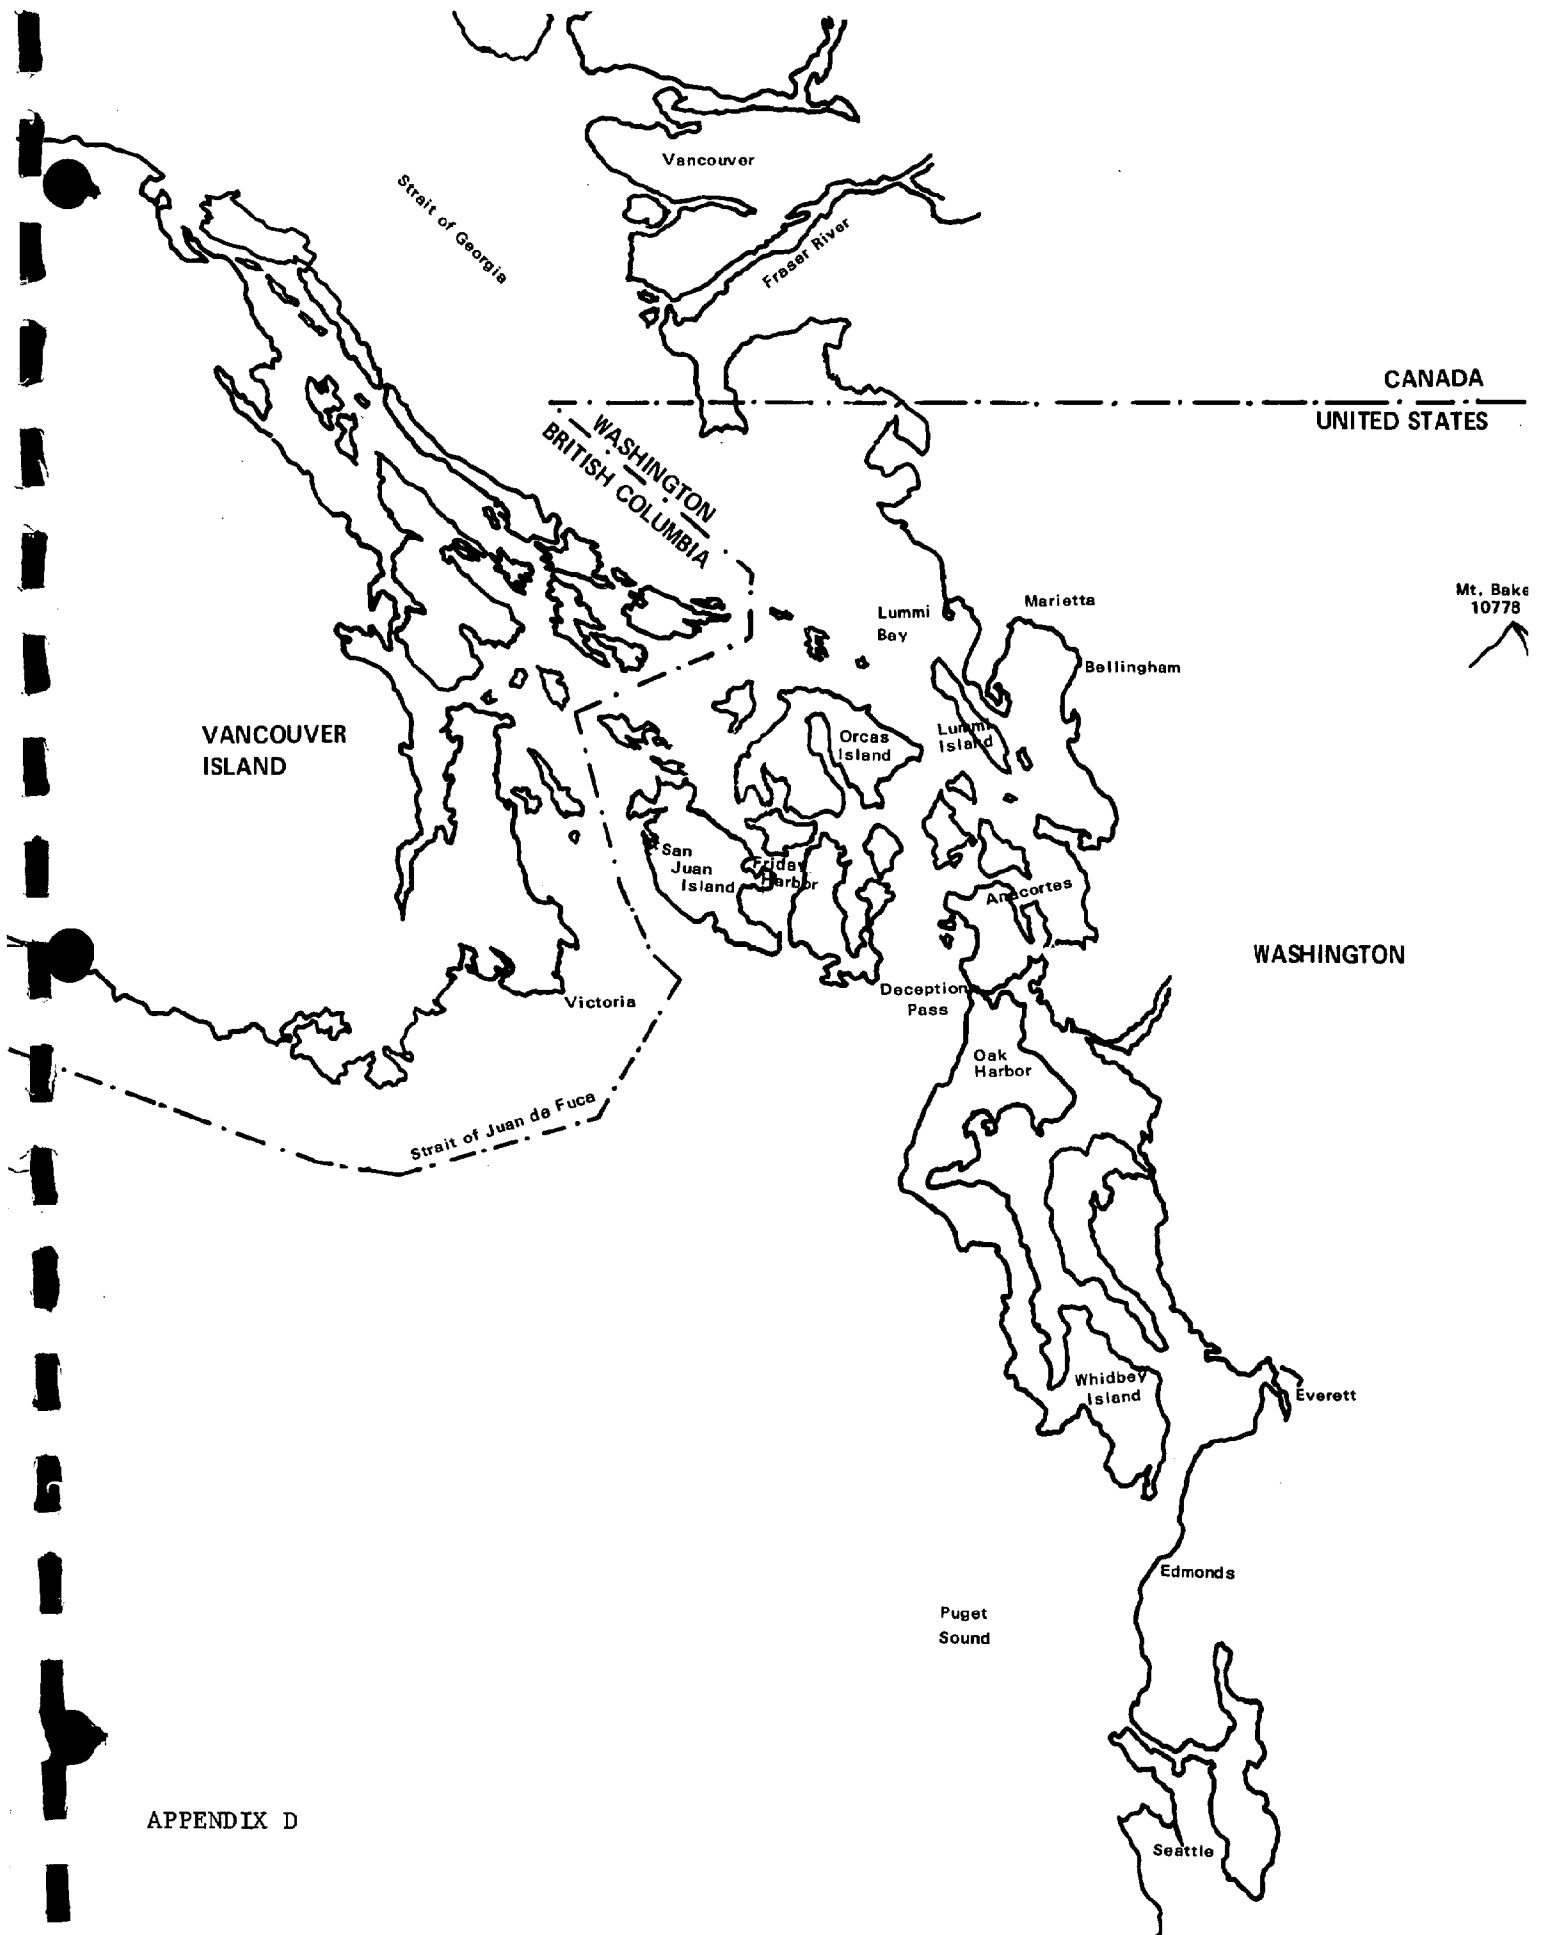 Vancouver
Strait of Georgia
Fraser River
CANADA
UNITED STATES
WASHINGTON
BRITISH COLUMBIA
Mt. Bake
10778
Marietta
Lummi
Bay
Bellingham
VANCOUVER
ISLAND
Orcas
Island
Lummi
Island
San
Juan
Island
Friday
Harbor
Anacortes
WASHINGTON
Deception
Pass
Victoria
Oak
Harbor
Strait of Juan de Fuca
Whidbey
Island
Everett
Edmonds
Puget
Sound
APPENDIX D
Seattle